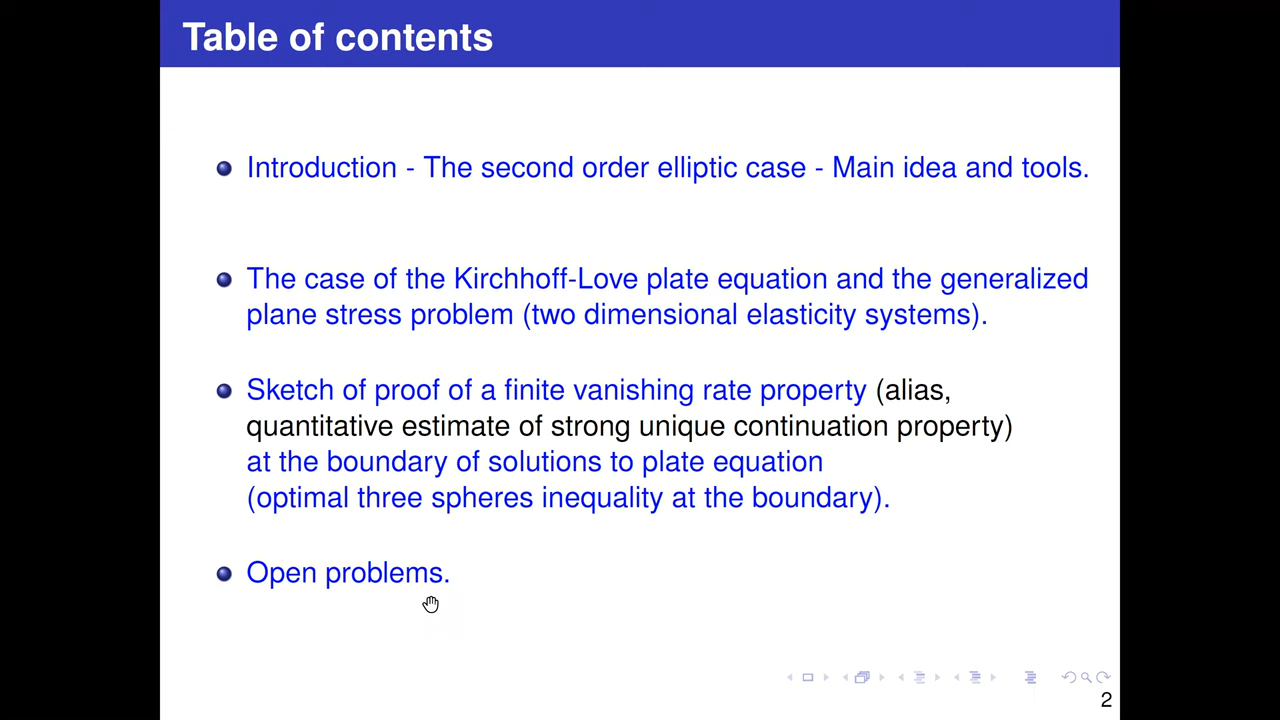 Table of contents
Introduction - The second order elliptic case - Main idea and tools.
The case of the Kirchhoff-Love plate equation and the generalized
plane stress problem (two dimensional elasticity systems).
Sketch of proof of a finite vanishing rate property (alias,
quantitative estimate of strong unique continuation property)
at the boundary of solutions to plate equation
(optimal three spheres inequality at the boundary).
Open problems.
2